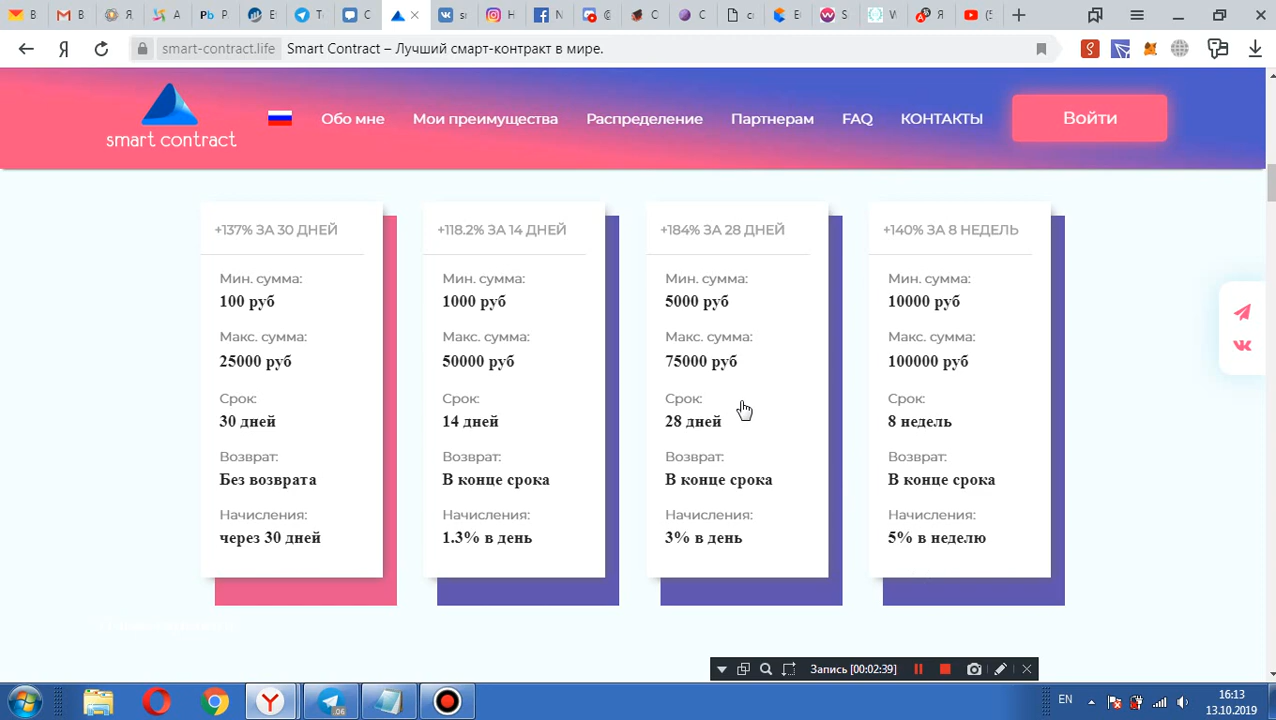 В
М
Я
A
Pb P
E
Te
С
sr
H
F
@
C
C
cc
Е
S
W
Я
(
smart-contract.life Smart Contract – Лучший смарт-контракт в мире.
smart contract
Обо мне Мои преимущества Распределение Партнерам FAQ КОНТАКТЫ Войти
+137% ЗА 30 ДНЕЙ
Мин. сумма:
100 руб
Макс. сумма:
25000 руб
Срок:
30 дней
Возврат:
Без возврата
Начисления:
через 30 дней
+118.2% ЗА 14 ДНЕЙ
Мин. сумма:
1000 руб
Макс. сумма:
50000 руб
Срок:
14 дней
Возврат:
В конце срока
Начисления:
1.3% в день
+184% ЗА 28 ДНЕЙ
Мин. сумма:
5000 руб
Макс. сумма:
75000 руб
Срок:
28 дней
Возврат:
В конце срока
Начисления:
3% в день
+140% ЗА 8 НЕДЕЛЬ
Мин. сумма:
10000 руб
Макс. сумма:
100000 руб
Срок:
8 недель
Возврат:
В конце срока
Начисления:
5% в неделю
Запись [00:02:39]
EN
16:13
13.10.2019